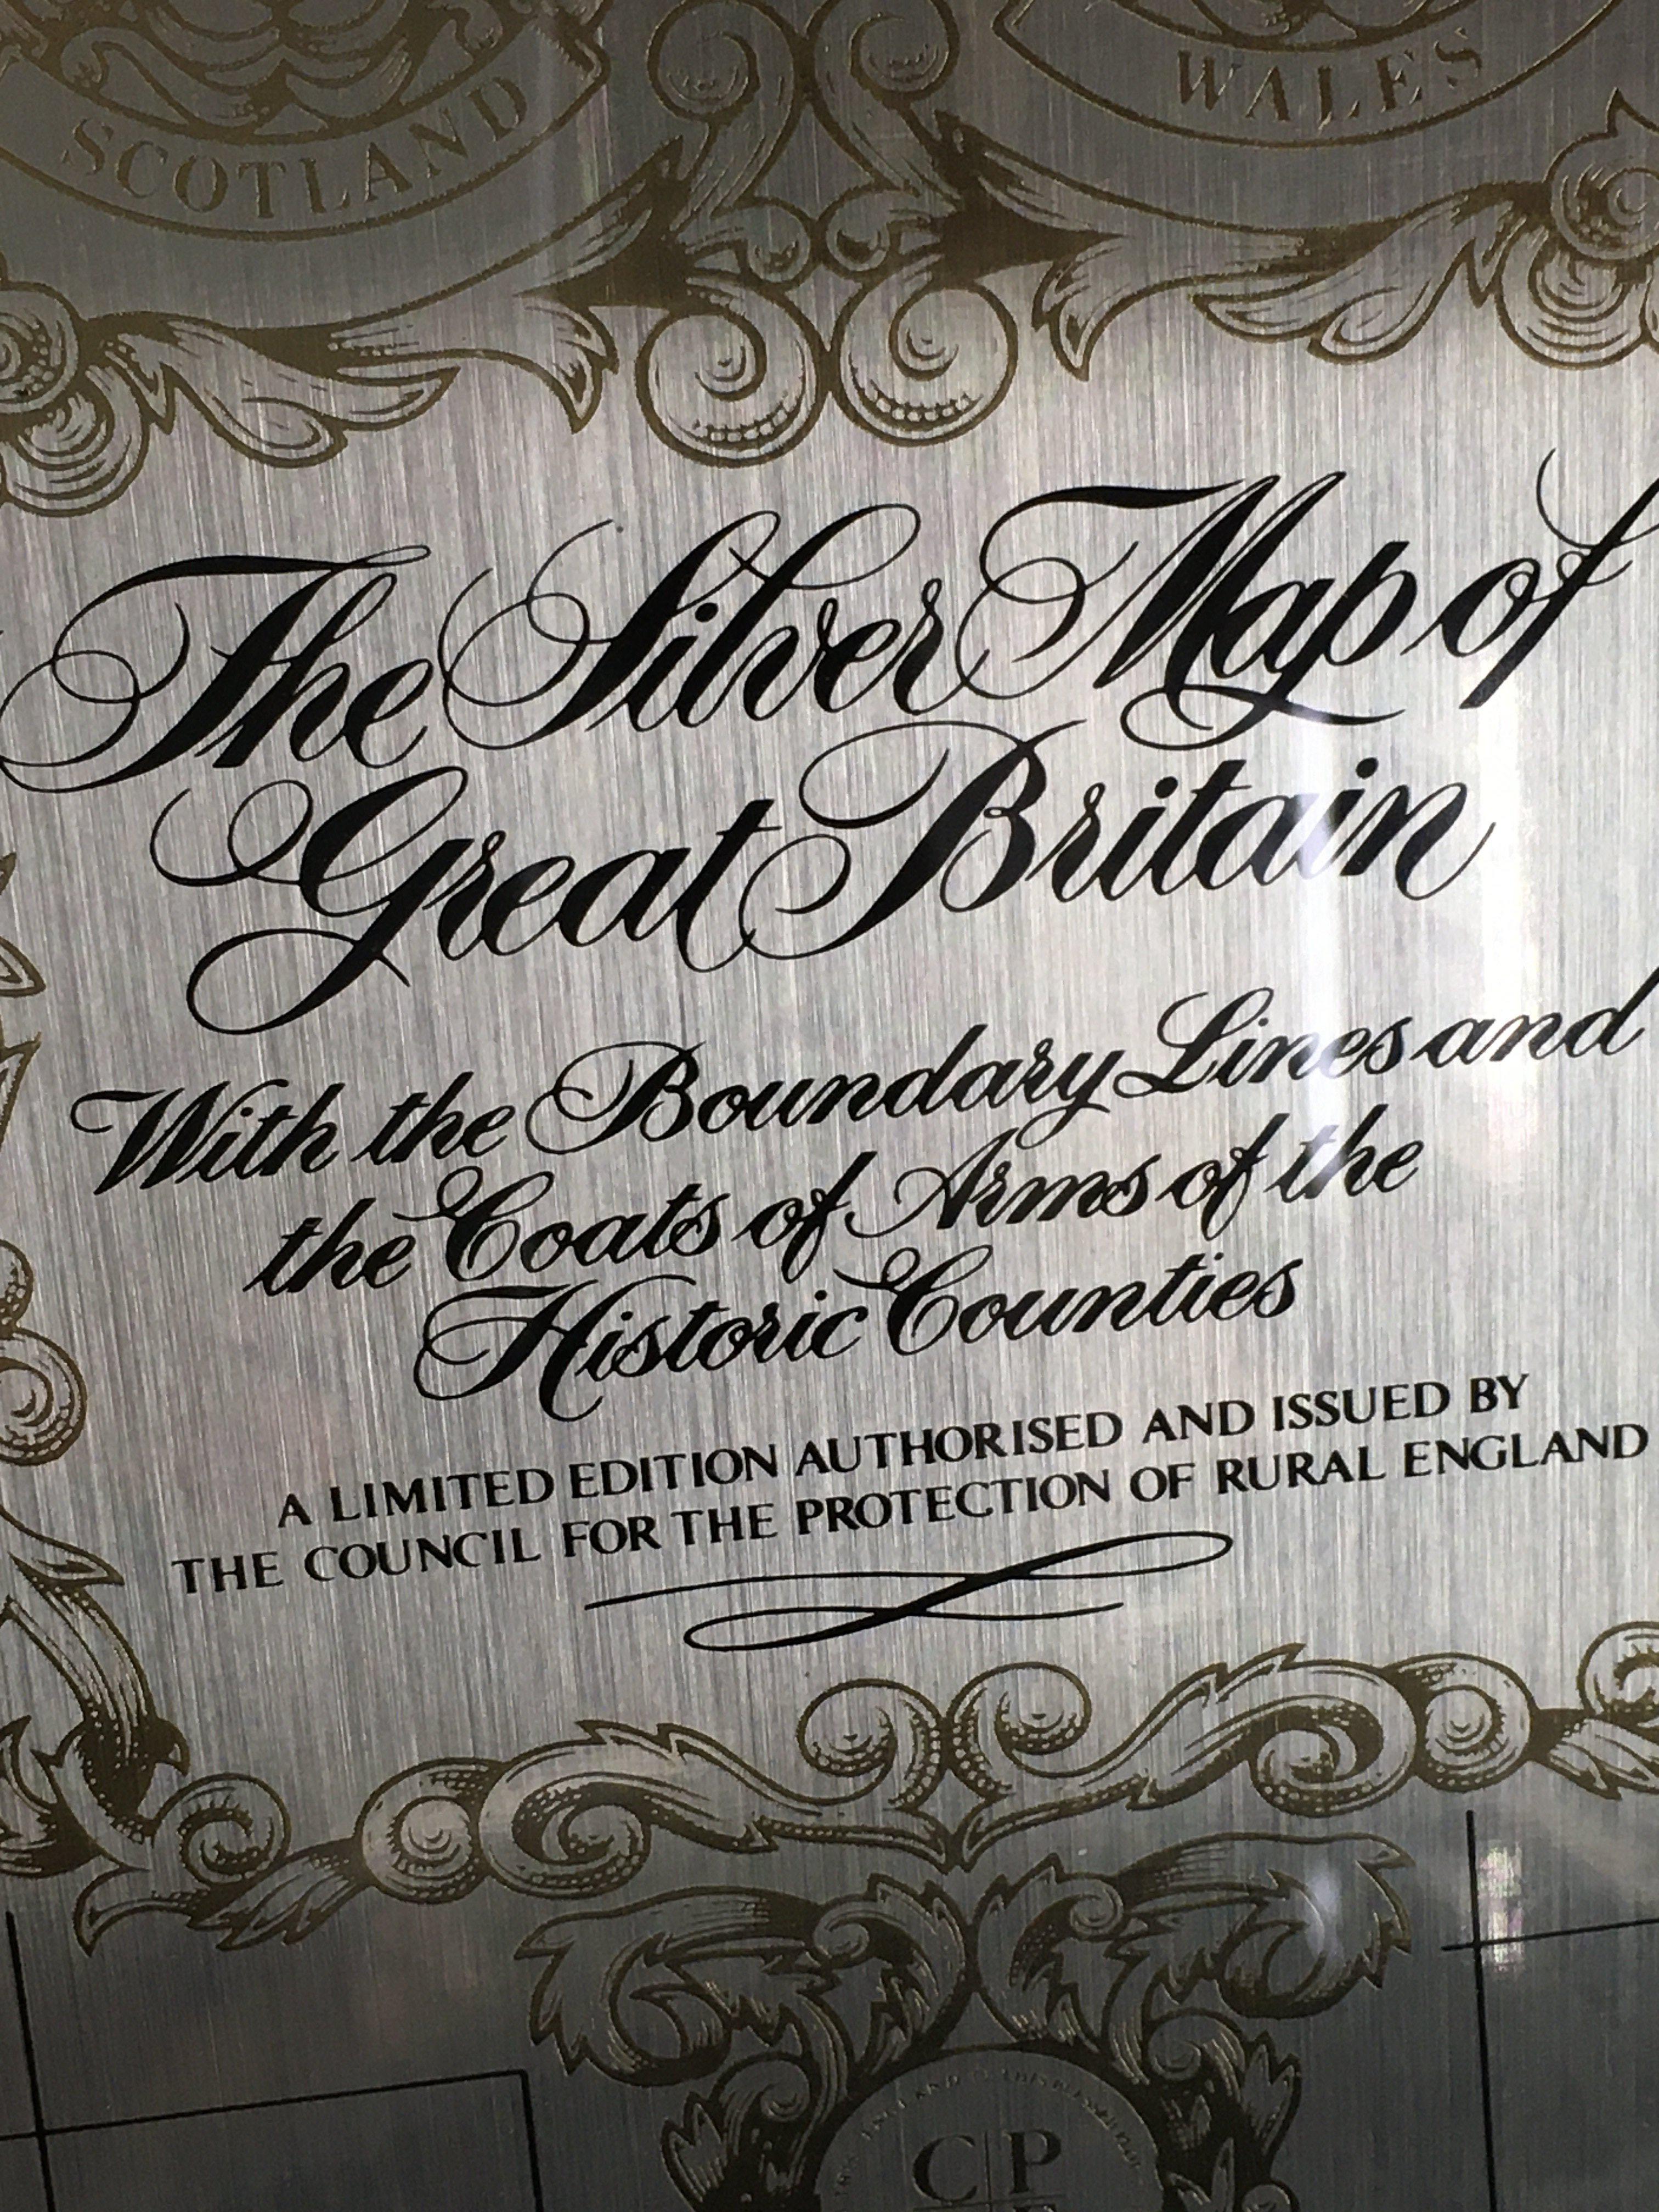 SCOTLAND
WALES
The Silver Map of
Great Britain
With the Boundary Lines and
the Coats of Arms of the
Historic Counties
A LIMITED EDITION AUTHORISED AND ISSUED BY
THE COUNCIL FOR THE PROTECTION OF RURAL ENGLAND
C P